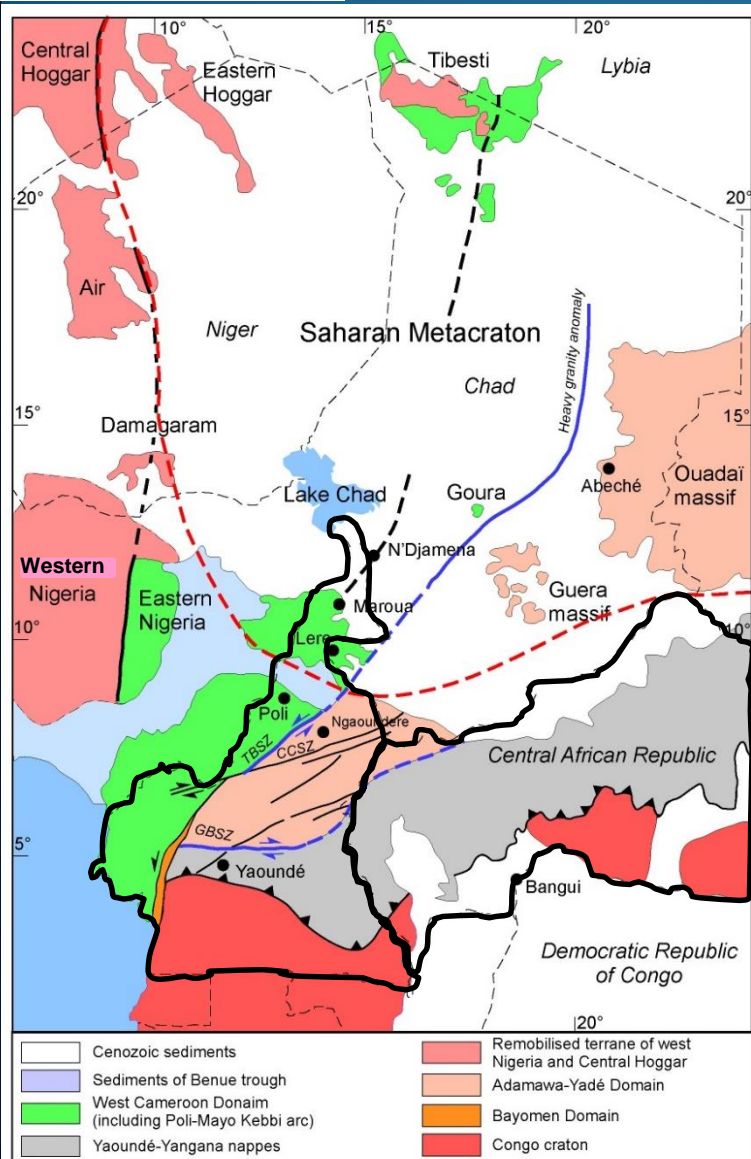 10°
15°
20°
Central
Hoggar
Eastern
Hoggar
Tibesti
Lybia
20°
20°
Air
Niger
Saharan Metacraton
Chad
Heavy granity anomaly
15°
15°
Damagaram
Lake Chad
Goura
Abeché
Ouadaï
massif
N'Djamena
Western
Nigeria
Eastern
Nigeria
Maroua
Guera
massif
10°
10°
Lere
Poli
Ngaoundere
TBSZ
CCSZ
Central African Republic
GBSZ
5°
Yaoundé
Bangui
Democratic Republic
of Congo
20°
Cenozoic sediments
Sediments of Benue trough
West Cameroon Donaim
(including Poli-Mayo Kebbi arc)
Yaoundé-Yangana nappes
Remobilised terrane of west
Nigeria and Central Hoggar
Adamawa-Yadé Domain
Bayomen Domain
Congo craton